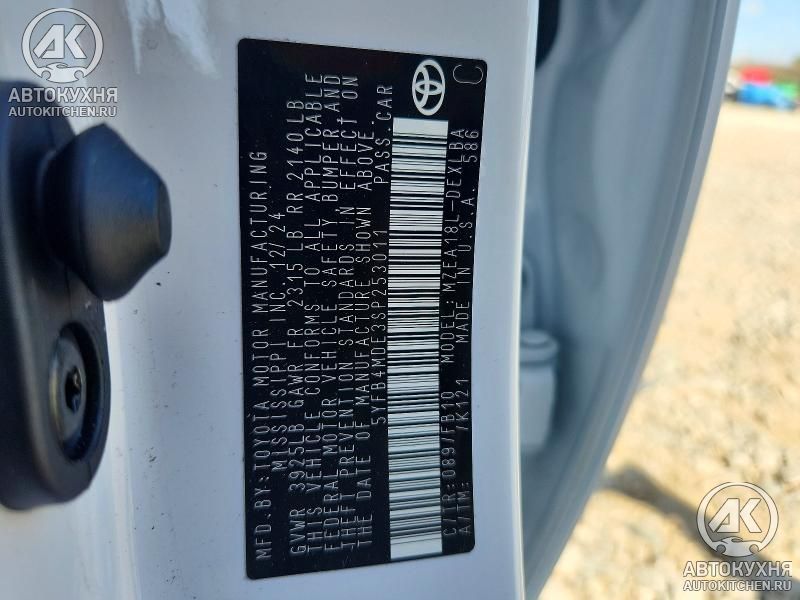 AK
АВТОКУХНЯ
AUTOKITCHEN.RU
MFD.BY:TOYOTA MOTOR MANUFACTURING
MISSISSIPPI INC.12/24
GVWR 3925LB GAWR FR 2315 LB RR 2140 LB
THIS VEHICLE CONFORMS TO ALL APPLICABLE
FEDERAL MOTOR VEHICLE SAFETY BUMPER AND
THEFT PREVENTION STANDARDS IN EFFECT ON
THE DATE OF MANUFACTURE SHOWN ABOVE.
5YFB4MDE3SP253011 PASS.CAR
C/TR:089 /FB10 MODEL: MZEA18L-DEXLBA
A/TM: /K121 MADE IN U.S.A. 586
C
AK
АВТОКУХНЯ
AUTOKITCHEN.RU